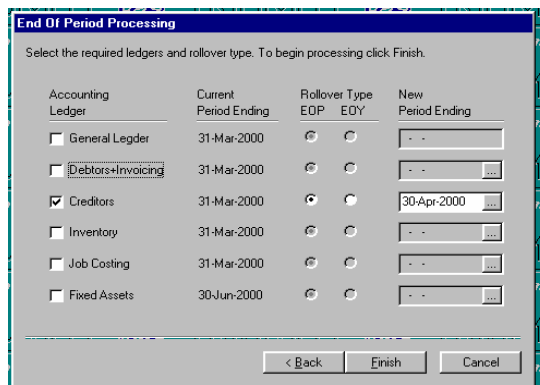 End Of Period Processing
Select the required ledgers and rollover type. To begin processing click Finish.
Accounting Current Rollover Type New
Ledger Period Ending EOP EOY Period Ending
General Legder 31-Mar-2000 - -
Debtors+Invoicing 31-Mar-2000 - - ...
Creditors 31-Mar-2000 30-Apr-2000 ...
Inventory 31-Mar-2000 - - ...
Job Costing 31-Mar-2000 - - ...
Fixed Assets 30-Jun-2000 - - ...
< Back Finish Cancel